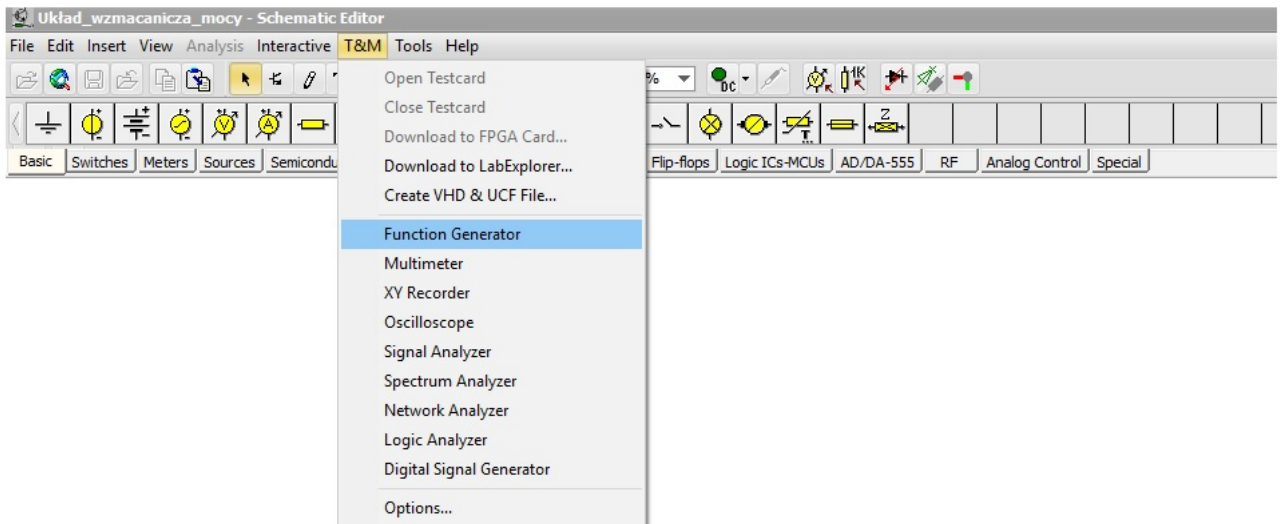 Układ_wzmacanicza_mocy - Schematic Editor
File Edit Insert View Analysis Interactive T&M Tools Help
% DC 1K
Z
Basic Switches Meters Sources Semicondu Flip-flops Logic ICs-MCUs AD/DA-555 RF Analog Control Special
Open Testcard
Close Testcard
Download to FPGA Card...
Download to LabExplorer...
Create VHD & UCF File...
Function Generator
Multimeter
XY Recorder
Oscilloscope
Signal Analyzer
Spectrum Analyzer
Network Analyzer
Logic Analyzer
Digital Signal Generator
Options...